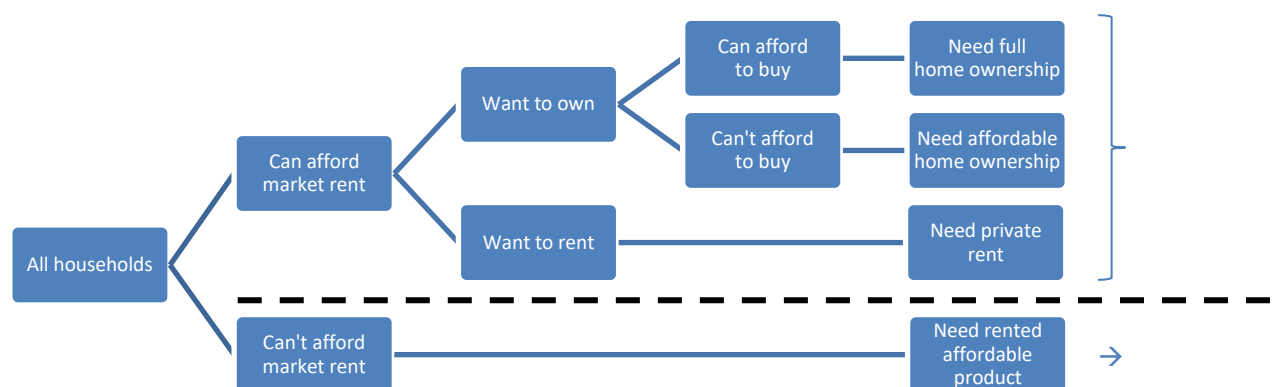 Can afford
to buy
Need full
home ownership
Want to own
Can't afford
to buy
Need affordable
home ownership
Can afford
market rent
Want to rent
Need private
rent
All households
Can't afford
market rent
Need rented
affordable
product